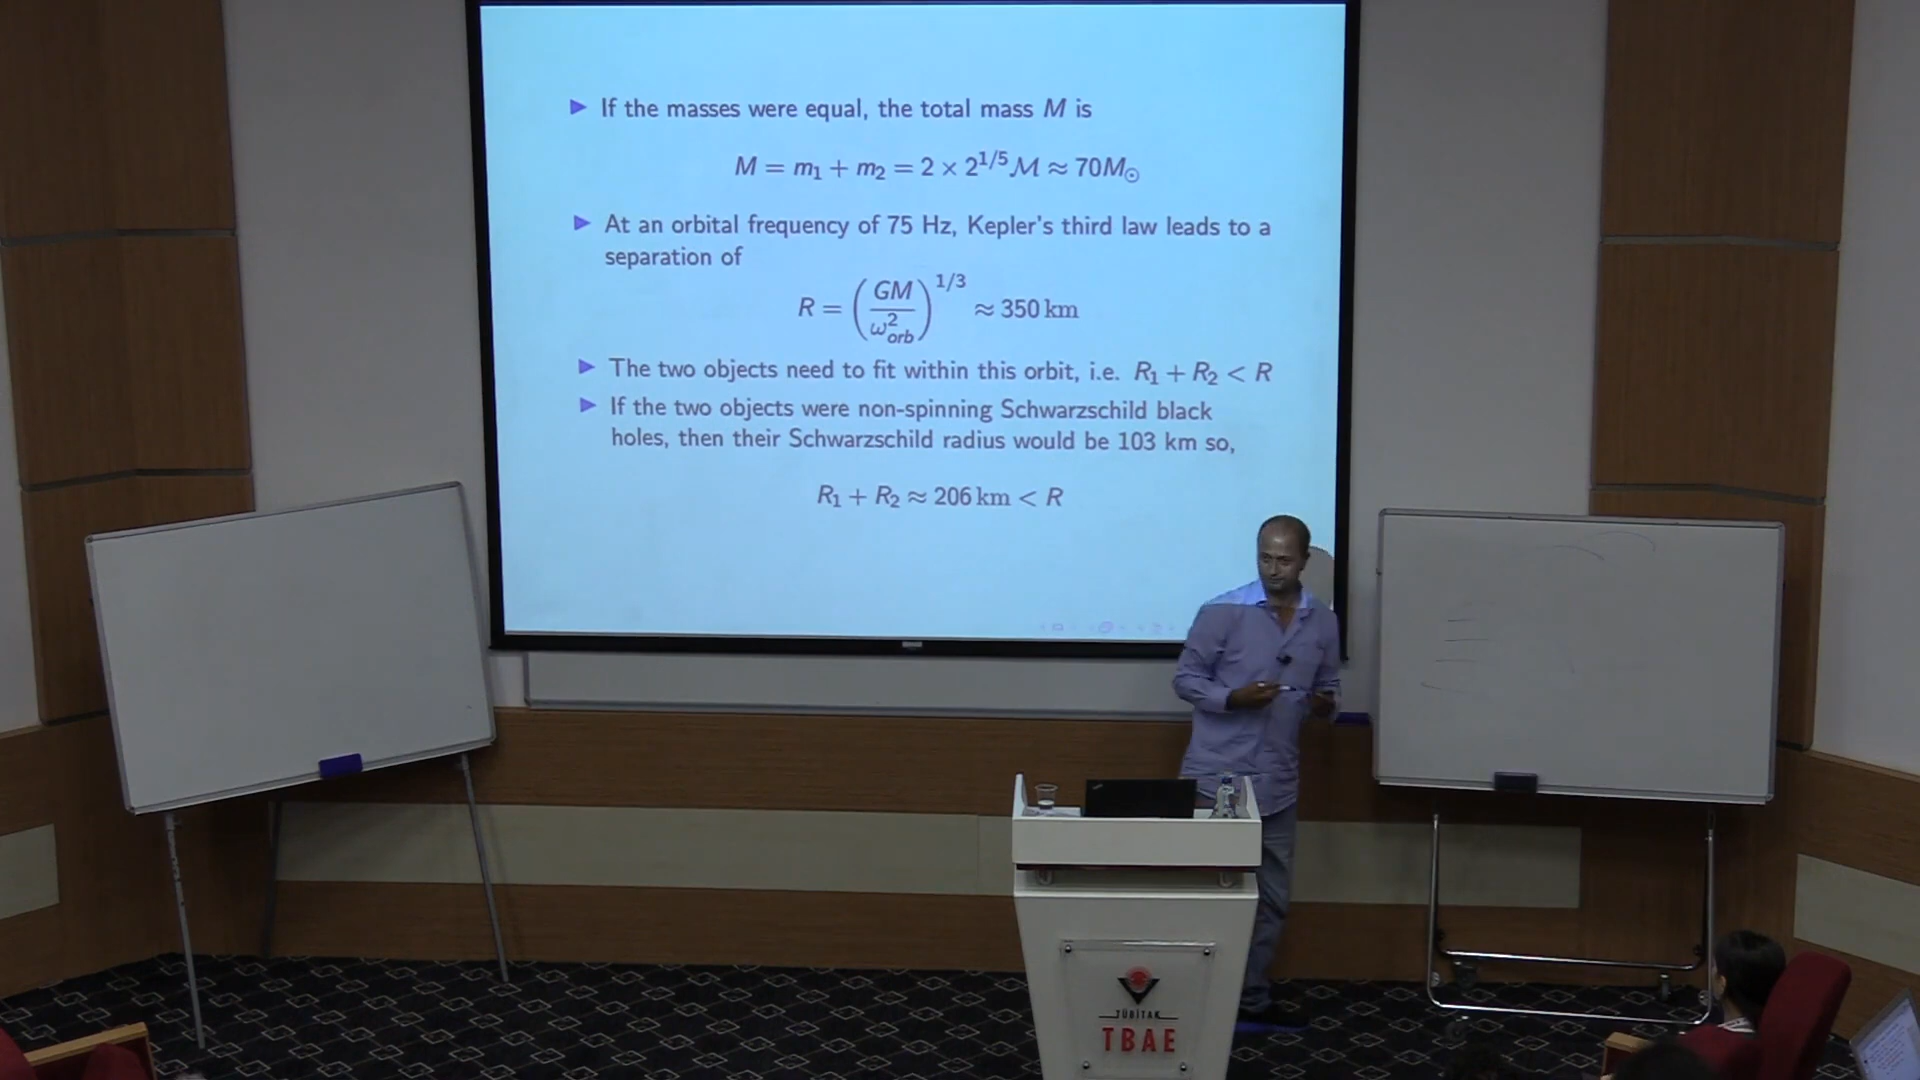 ▶ If the masses were equal, the total mass M is
M = m₁ + m₂ = 2 × 2^{1/5}ℳ ≈ 70M_⊙
▶ At an orbital frequency of 75 Hz, Kepler's third law leads to a
separation of
R = (GM/ω²_{orb})^{1/3} ≈ 350 km
▶ The two objects need to fit within this orbit, i.e. R₁ + R₂ < R
▶ If the two objects were non-spinning Schwarzschild black
holes, then their Schwarzschild radius would be 103 km so,
R₁ + R₂ ≈ 206 km < R
TÜBİTAK
TBAE